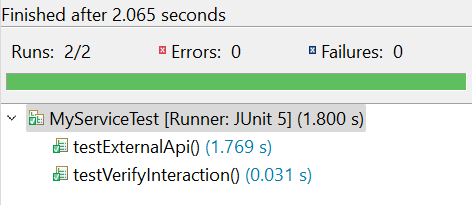 Finished after 2.065 seconds
Runs: 2/2 Errors: 0 Failures: 0
MyServiceTest [Runner: JUnit 5] (1.800 s)
testExternalApi() (1.769 s)
testVerifyInteraction() (0.031 s)